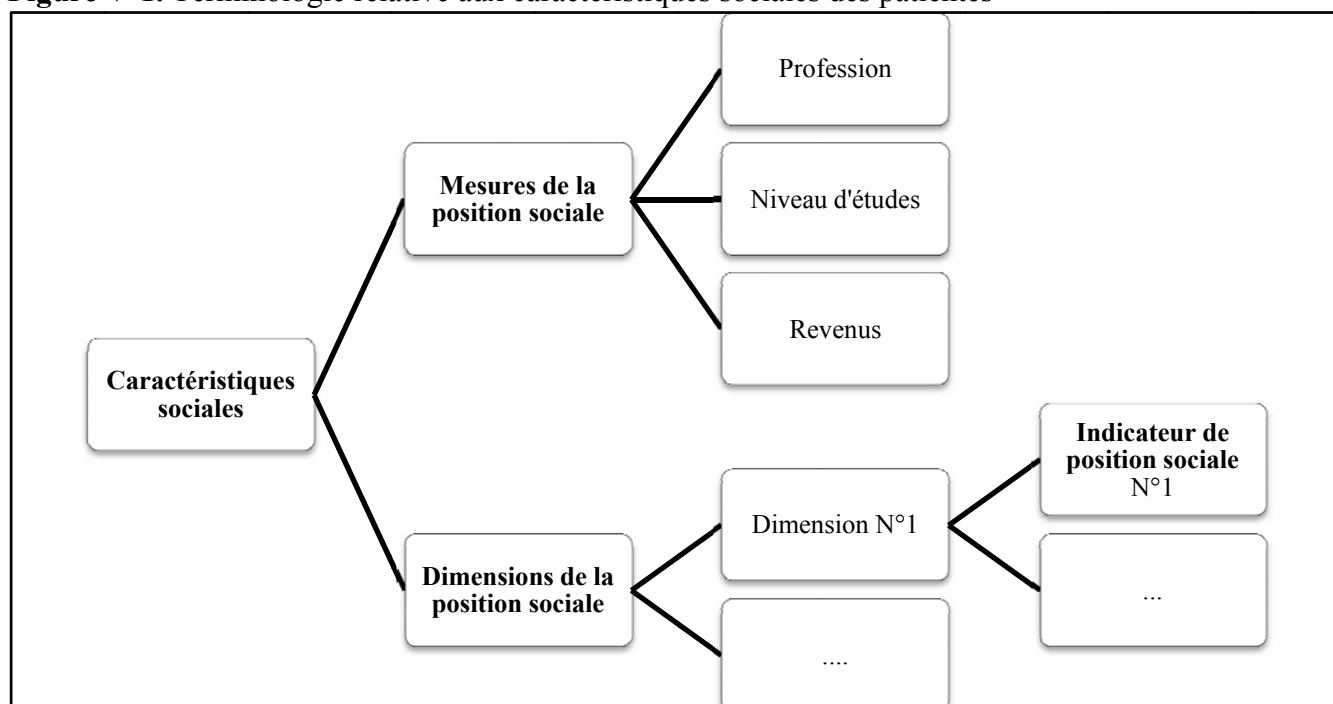 Profession
Mesures de la
position sociale
Niveau d'études
Revenus
Caractéristiques
sociales
Indicateur de
position sociale
N°1
Dimension N°1
Dimensions de la
position sociale
...
....